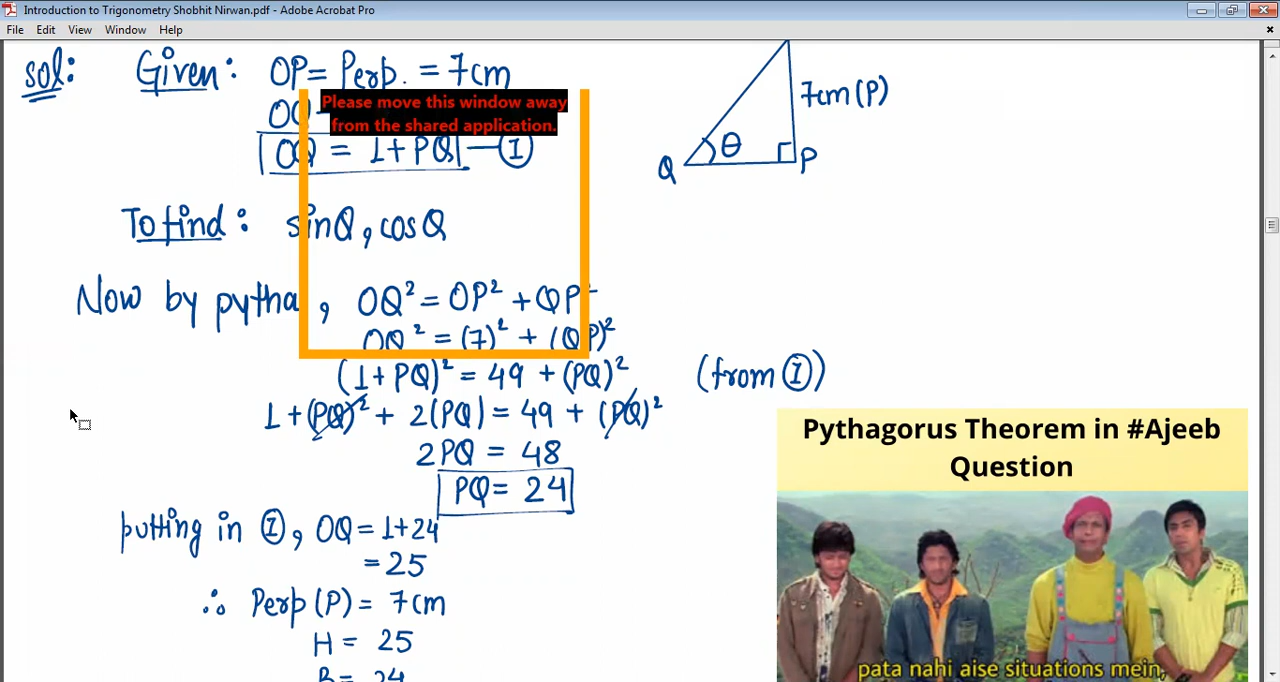 Introduction to Trigonometry Shobhit Nirwan.pdf - Adobe Acrobat Pro
File Edit View Window Help
Sol: Given: OP = Perp. = 7cm
OQ -
Please move this window away
from the shared application.
OQ = 1 + PQ — I
7cm (P)
Q θ P
To find: sinQ, cosQ
Now by pytha, OQ² = OP² + QP²
OQ² = (7)² + (QP)²
(1+PQ)² = 49 + (PQ)² (from I)
1 + (PQ)² + 2(PQ) = 49 + (PQ)²
2PQ = 48
PQ = 24
putting in I, OQ = 1+24
= 25
∴ Perp (P) = 7cm
H = 25
B = 24
Pythagorus Theorem in #Ajeeb
Question
pata nahi aise situations mein,